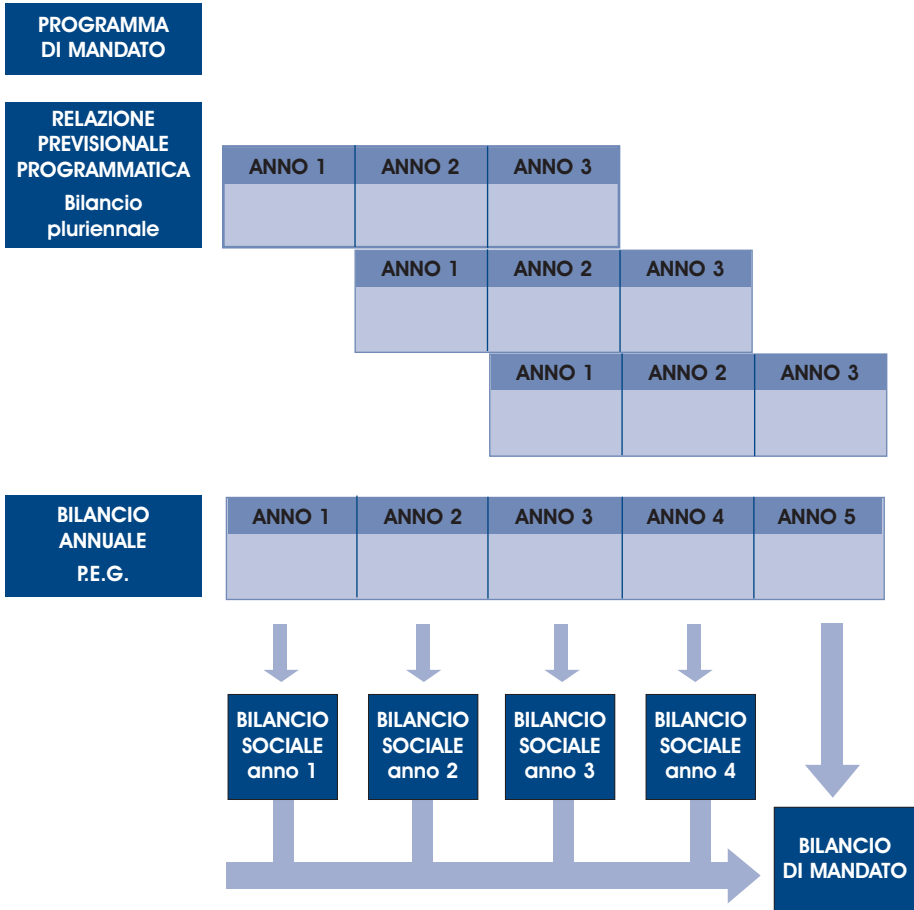 PROGRAMMA
DI MANDATO
RELAZIONE
PREVISIONALE
PROGRAMMATICA
Bilancio
pluriennale
ANNO 1 ANNO 2 ANNO 3
ANNO 1 ANNO 2 ANNO 3
ANNO 1 ANNO 2 ANNO 3
BILANCIO
ANNUALE
P.E.G.
ANNO 1 ANNO 2 ANNO 3 ANNO 4 ANNO 5
BILANCIO
SOCIALE
anno 1
BILANCIO
SOCIALE
anno 2
BILANCIO
SOCIALE
anno 3
BILANCIO
SOCIALE
anno 4
BILANCIO
DI MANDATO